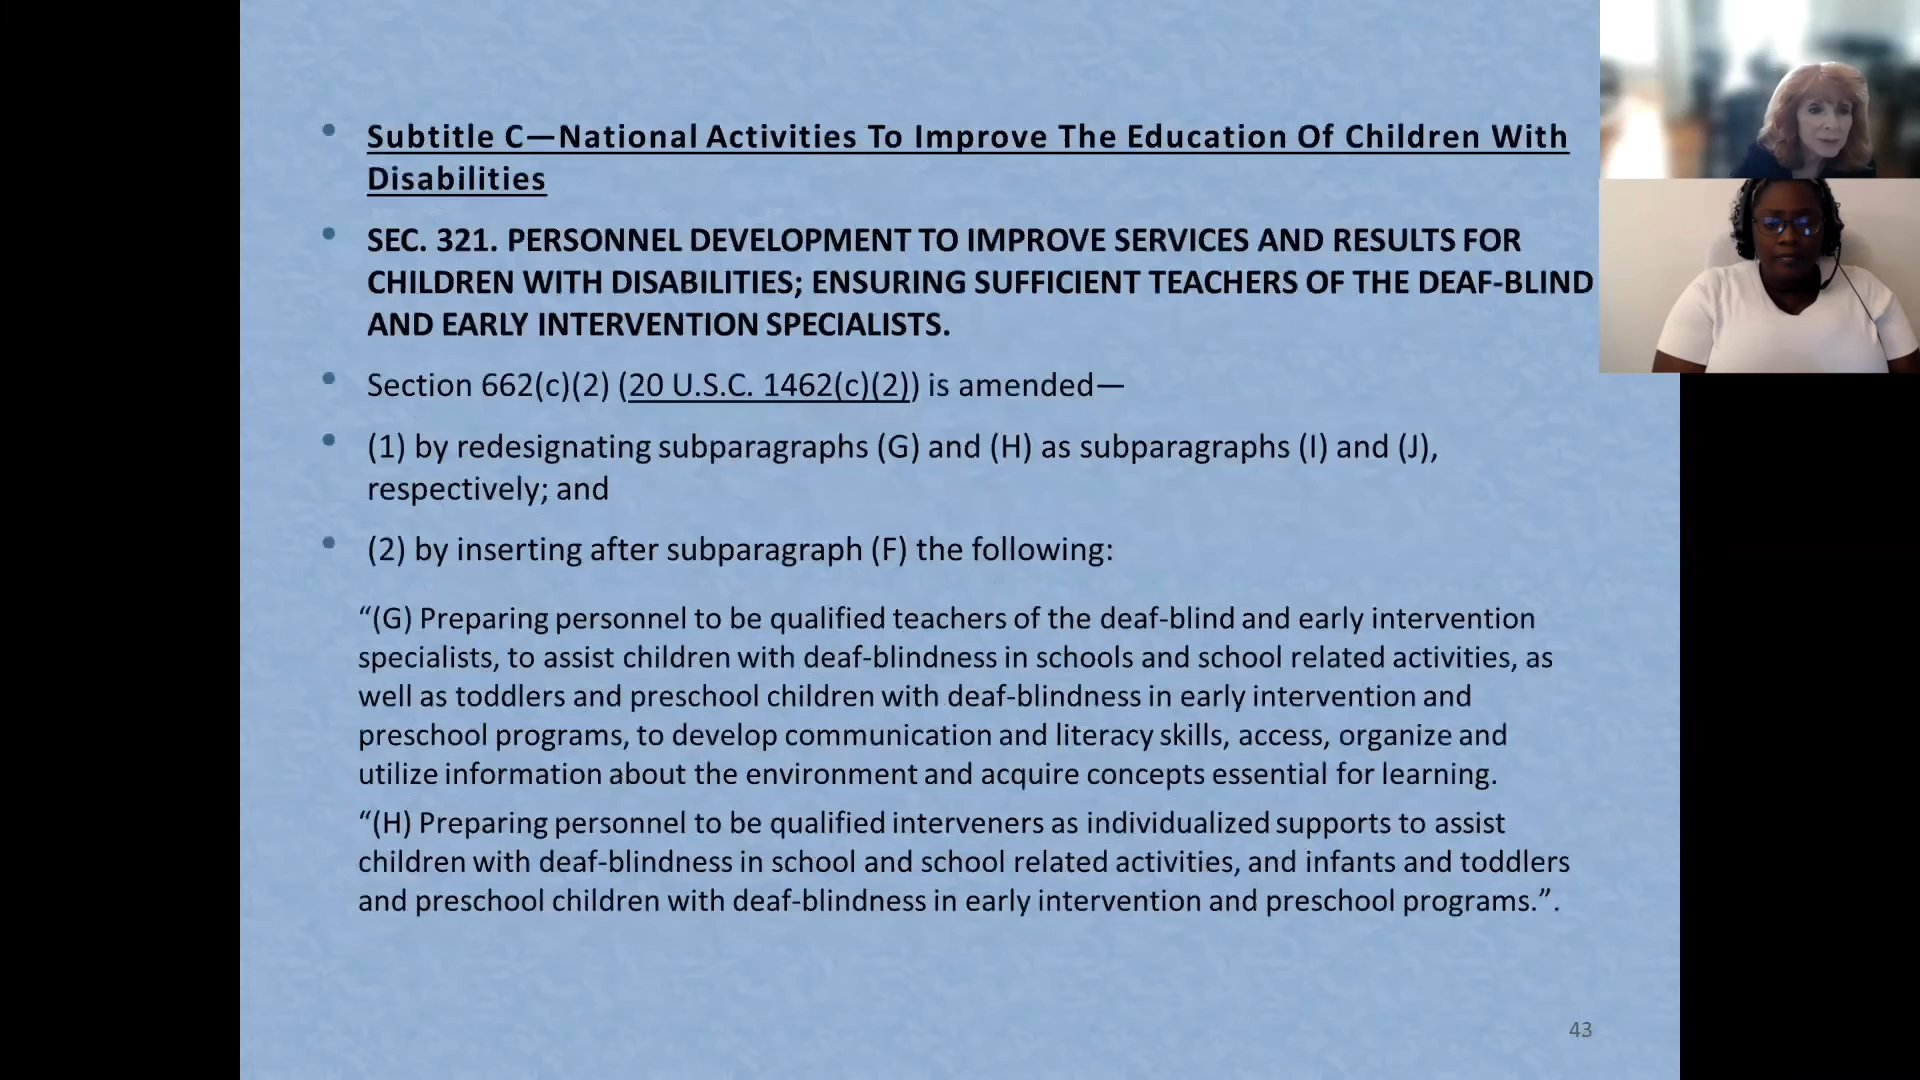 Subtitle C—National Activities To Improve The Education Of Children With
Disabilities
SEC. 321. PERSONNEL DEVELOPMENT TO IMPROVE SERVICES AND RESULTS FOR
CHILDREN WITH DISABILITIES; ENSURING SUFFICIENT TEACHERS OF THE DEAF-BLIND
AND EARLY INTERVENTION SPECIALISTS.
Section 662(c)(2) (20 U.S.C. 1462(c)(2)) is amended—
(1) by redesignating subparagraphs (G) and (H) as subparagraphs (I) and (J),
respectively; and
(2) by inserting after subparagraph (F) the following:
“(G) Preparing personnel to be qualified teachers of the deaf-blind and early intervention
specialists, to assist children with deaf-blindness in schools and school related activities, as
well as toddlers and preschool children with deaf-blindness in early intervention and
preschool programs, to develop communication and literacy skills, access, organize and
utilize information about the environment and acquire concepts essential for learning.
“(H) Preparing personnel to be qualified interveners as individualized supports to assist
children with deaf-blindness in school and school related activities, and infants and toddlers
and preschool children with deaf-blindness in early intervention and preschool programs.”.
43